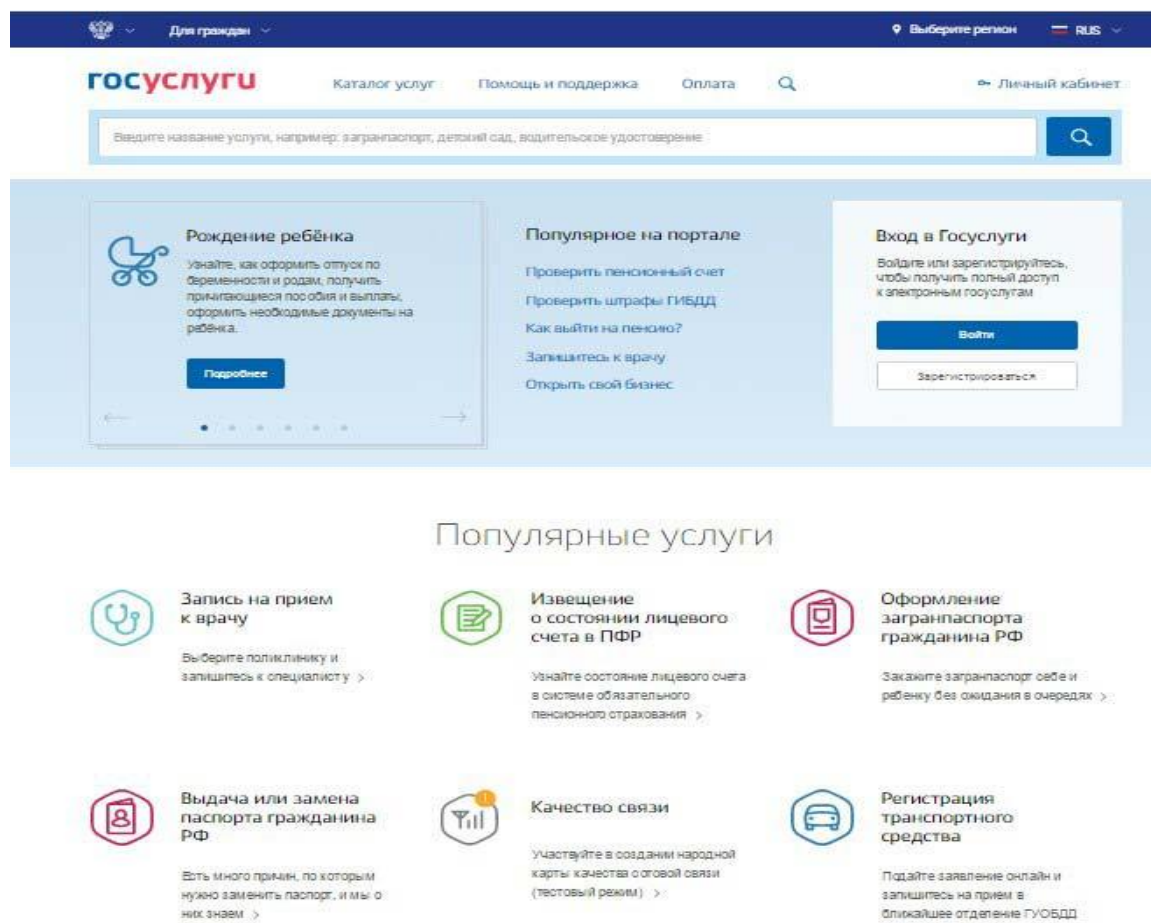 Для граждан
Выберите регион
RUS
госуслуги
Каталог услуг
Помощь и поддержка
Оплата
Личный кабинет
Введите название услуги, например: загранпаспорт, детский сад, водительское удостоверение
Рождение ребёнка
Узнайте, как оформить отпуск по
беременности и родам, получить
причитающиеся пособия и выплаты,
оформить необходимые документы на
ребёнка.
Подробнее
Популярное на портале
Проверить пенсионный счет
Проверить штрафы ГИБДД
Как выйти на пенсию?
Запишитесь к врачу
Открыть свой бизнес
Вход в Госуслуги
Войдите или зарегистрируйтесь,
чтобы получить полный доступ
к электронным госуслугам
Войти
Зарегистрироваться
Популярные услуги
Запись на прием
к врачу
Выберите поликлинику и
запишитесь к специалисту >
Извещение
о состоянии лицевого
счета в ПФР
Узнайте состояние лицевого счета
в системе обязательного
пенсионного страхования >
Оформление
загранпаспорта
гражданина РФ
Закажите загранпаспорт себе и
ребенку без ожидания в очередях >
Выдача или замена
паспорта гражданина
РФ
Есть много причин, по которым
нужно заменить паспорт, и мы о
них знаем >
Качество связи
Участвуйте в создании народной
карты качества сотовой связи
(тестовый режим) >
Регистрация
транспортного
средства
Подайте заявление онлайн и
запишитесь на прием в
ближайшее отделение ГУОБДД